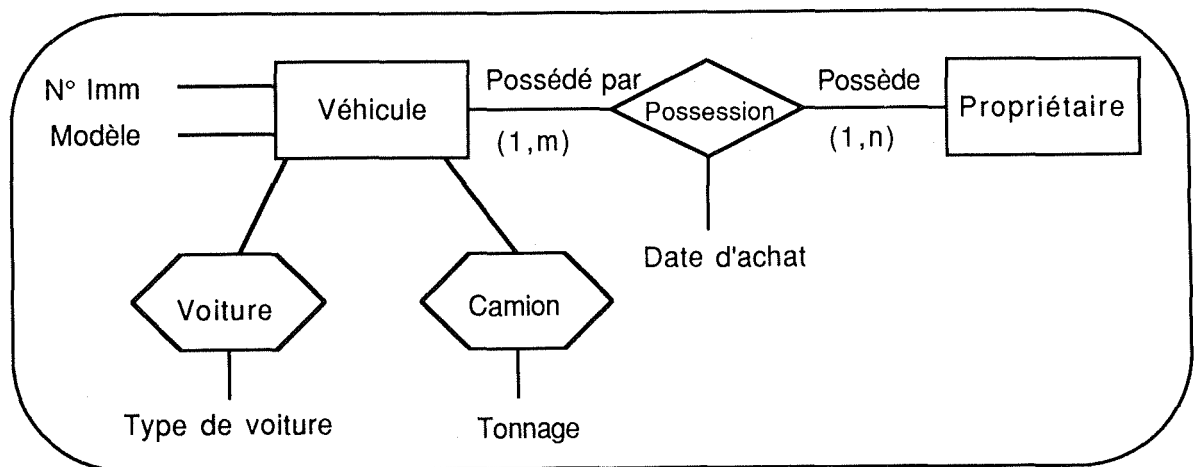 N° Imm
Modèle
Véhicule
Possédé par
(1,m)
Possession
Possède
(1,n)
Propriétaire
Date d'achat
Voiture
Camion
Type de voiture
Tonnage